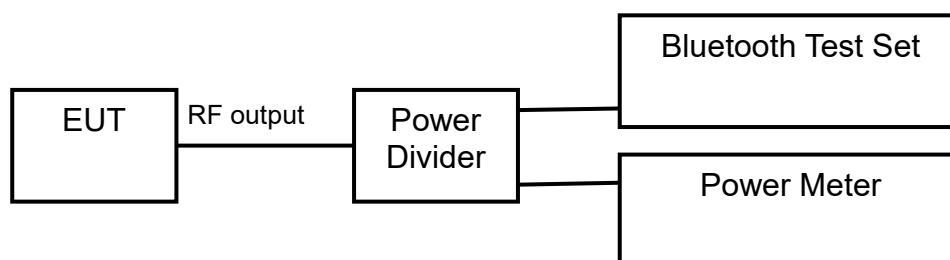 EUT
RF output
Power
Divider
Bluetooth Test Set
Power Meter